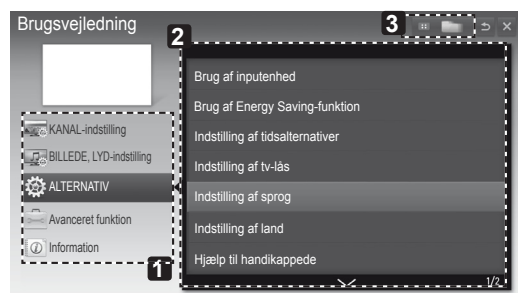 Brugsvejledning
2
3
KANAL-indstilling
BILLEDE, LYD-indstilling
ALTERNATIV
Avanceret funktion
Information
1
Brug af inputenhed
Brug af Energy Saving-funktion
Indstilling af tidsalternativer
Indstilling af tv-lås
Indstilling af sprog
Indstilling af land
Hjælp til handikappede
1/2